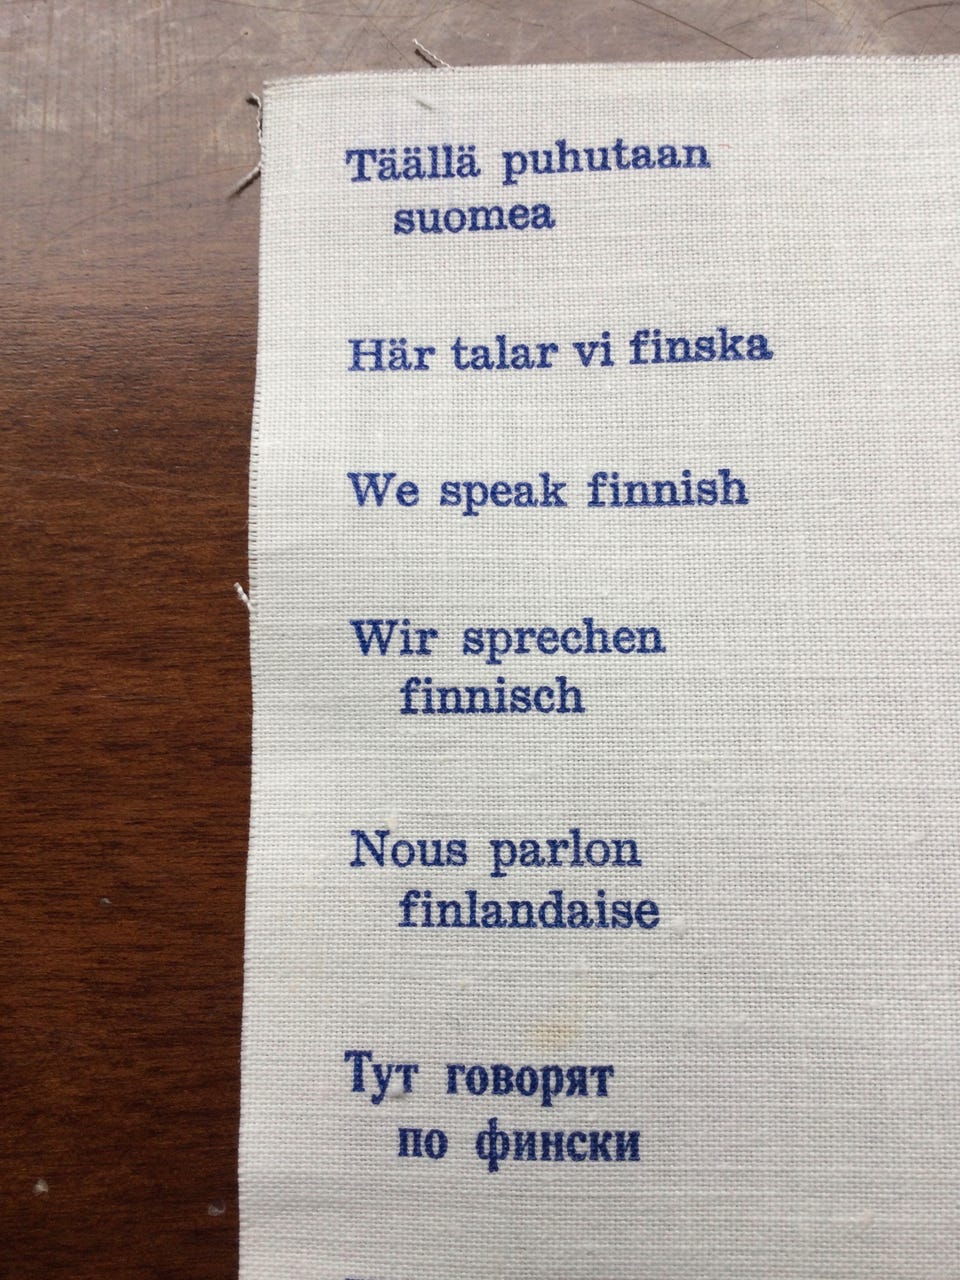 Täällä puhutaan
suomea
Här talar vi finska
We speak finnish
Wir sprechen
finnisch
Nous parlon
finlandaise
Тут говорят
по фински